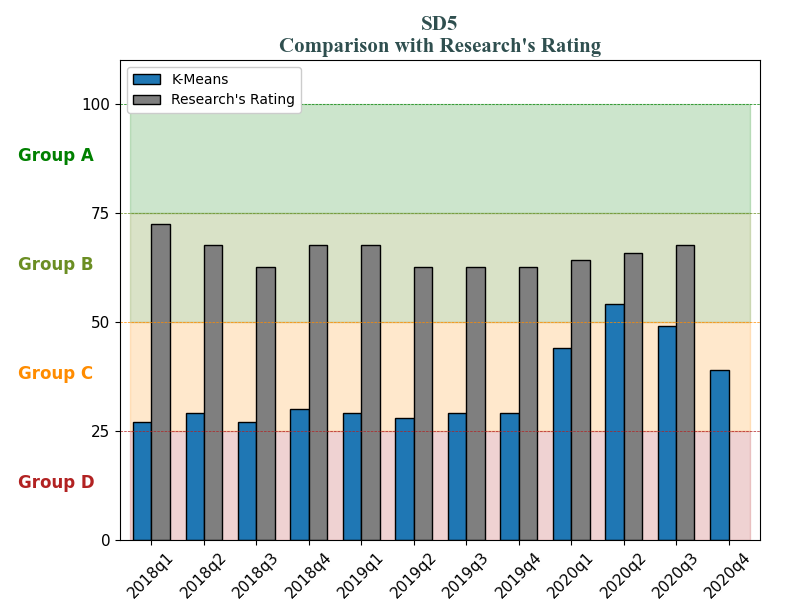 SD5
Comparison with Research's Rating
K-Means
Research's Rating
100
Group A
75
Group B
50
Group C
25
Group D
0
2018q1
2018q2
2018q3
2018q4
2019q1
2019q2
2019q3
2019q4
2020q1
2020q2
2020q3
2020q4